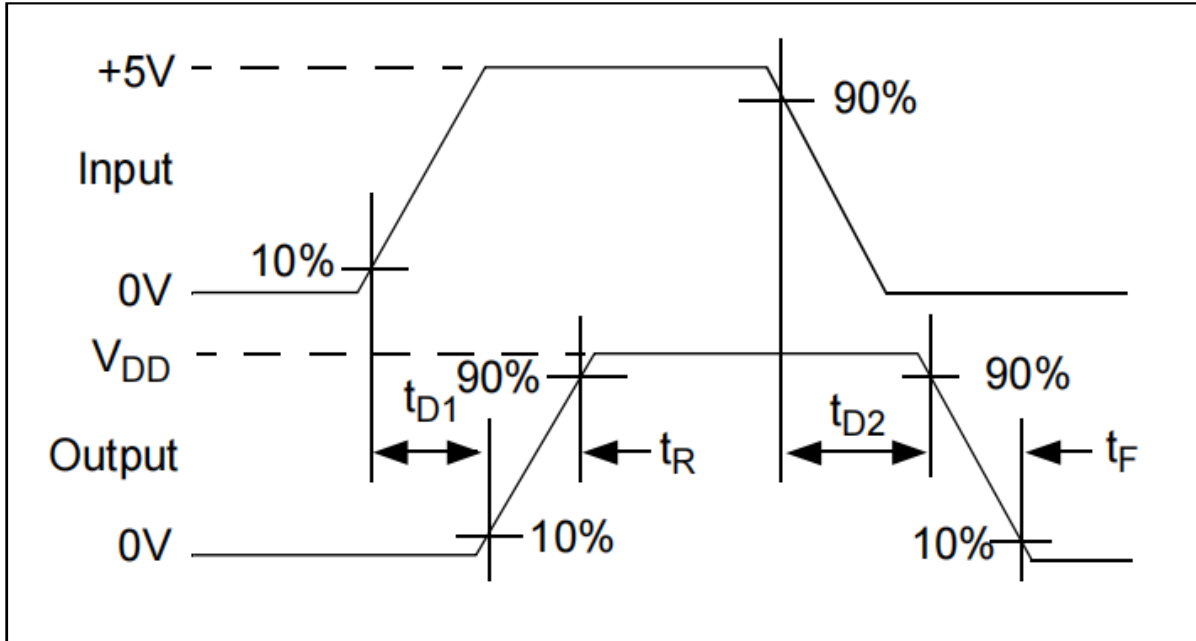 +5V
90%
Input
10%
0V
VDD
90%
90%
tD1
tD2
Output
tR
tF
0V
10%
10%